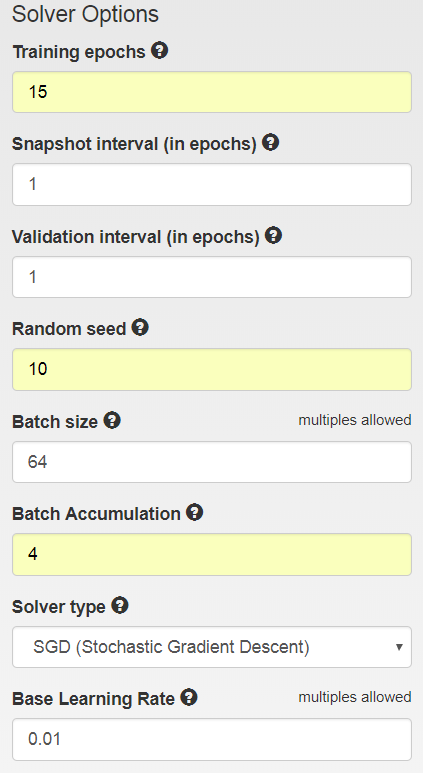 Solver Options
Training epochs ?
15
Snapshot interval (in epochs) ?
1
Validation interval (in epochs) ?
1
Random seed ?
10
Batch size ? multiples allowed
64
Batch Accumulation ?
4
Solver type ?
SGD (Stochastic Gradient Descent)
Base Learning Rate ? multiples allowed
0.01